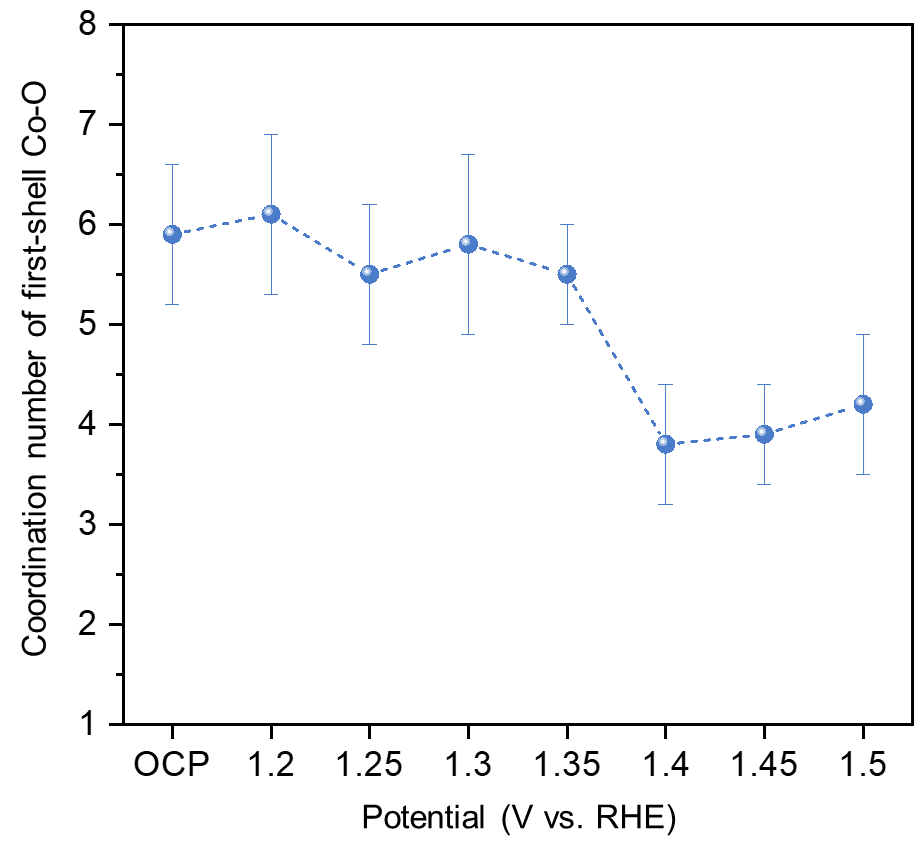 Coordination number of first-shell Co-O
8
7
6
5
4
3
2
1
OCP 1.2 1.25 1.3 1.35 1.4 1.45 1.5
Potential (V vs. RHE)